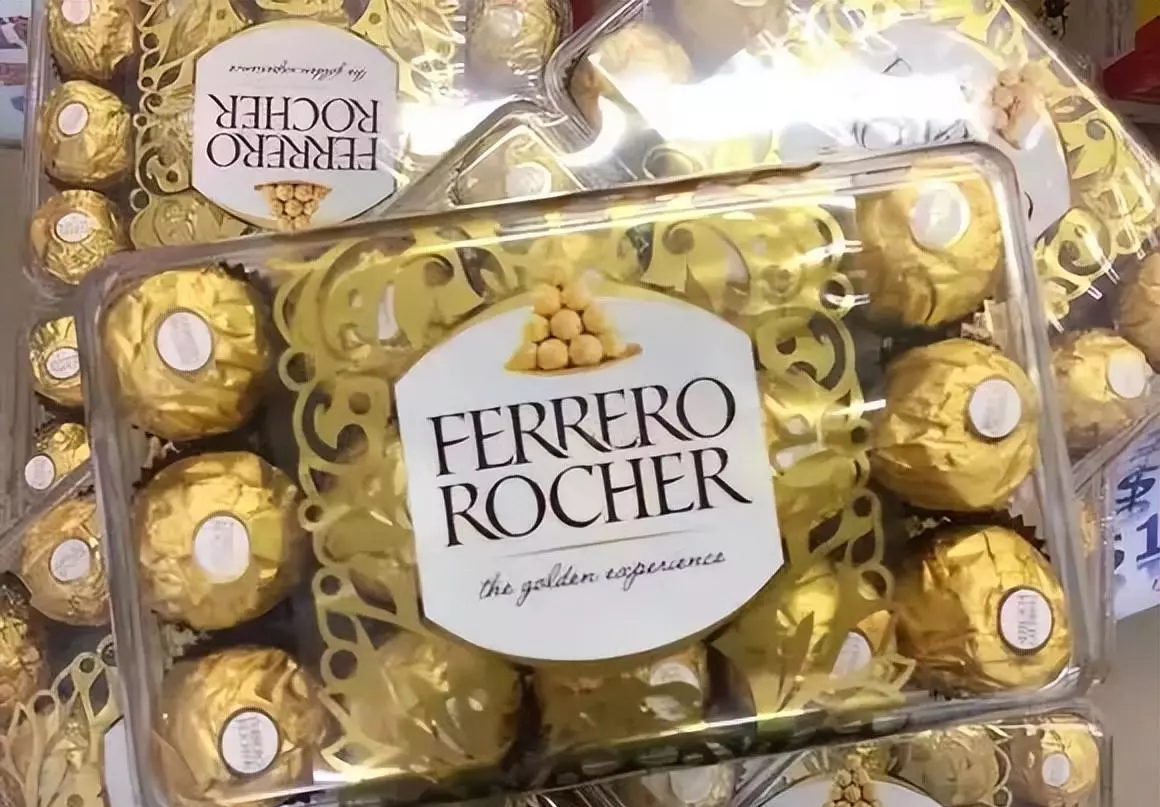 the golden experience
FERRERO
ROCHER
FERRERO
ROCHER
the golden experience
$